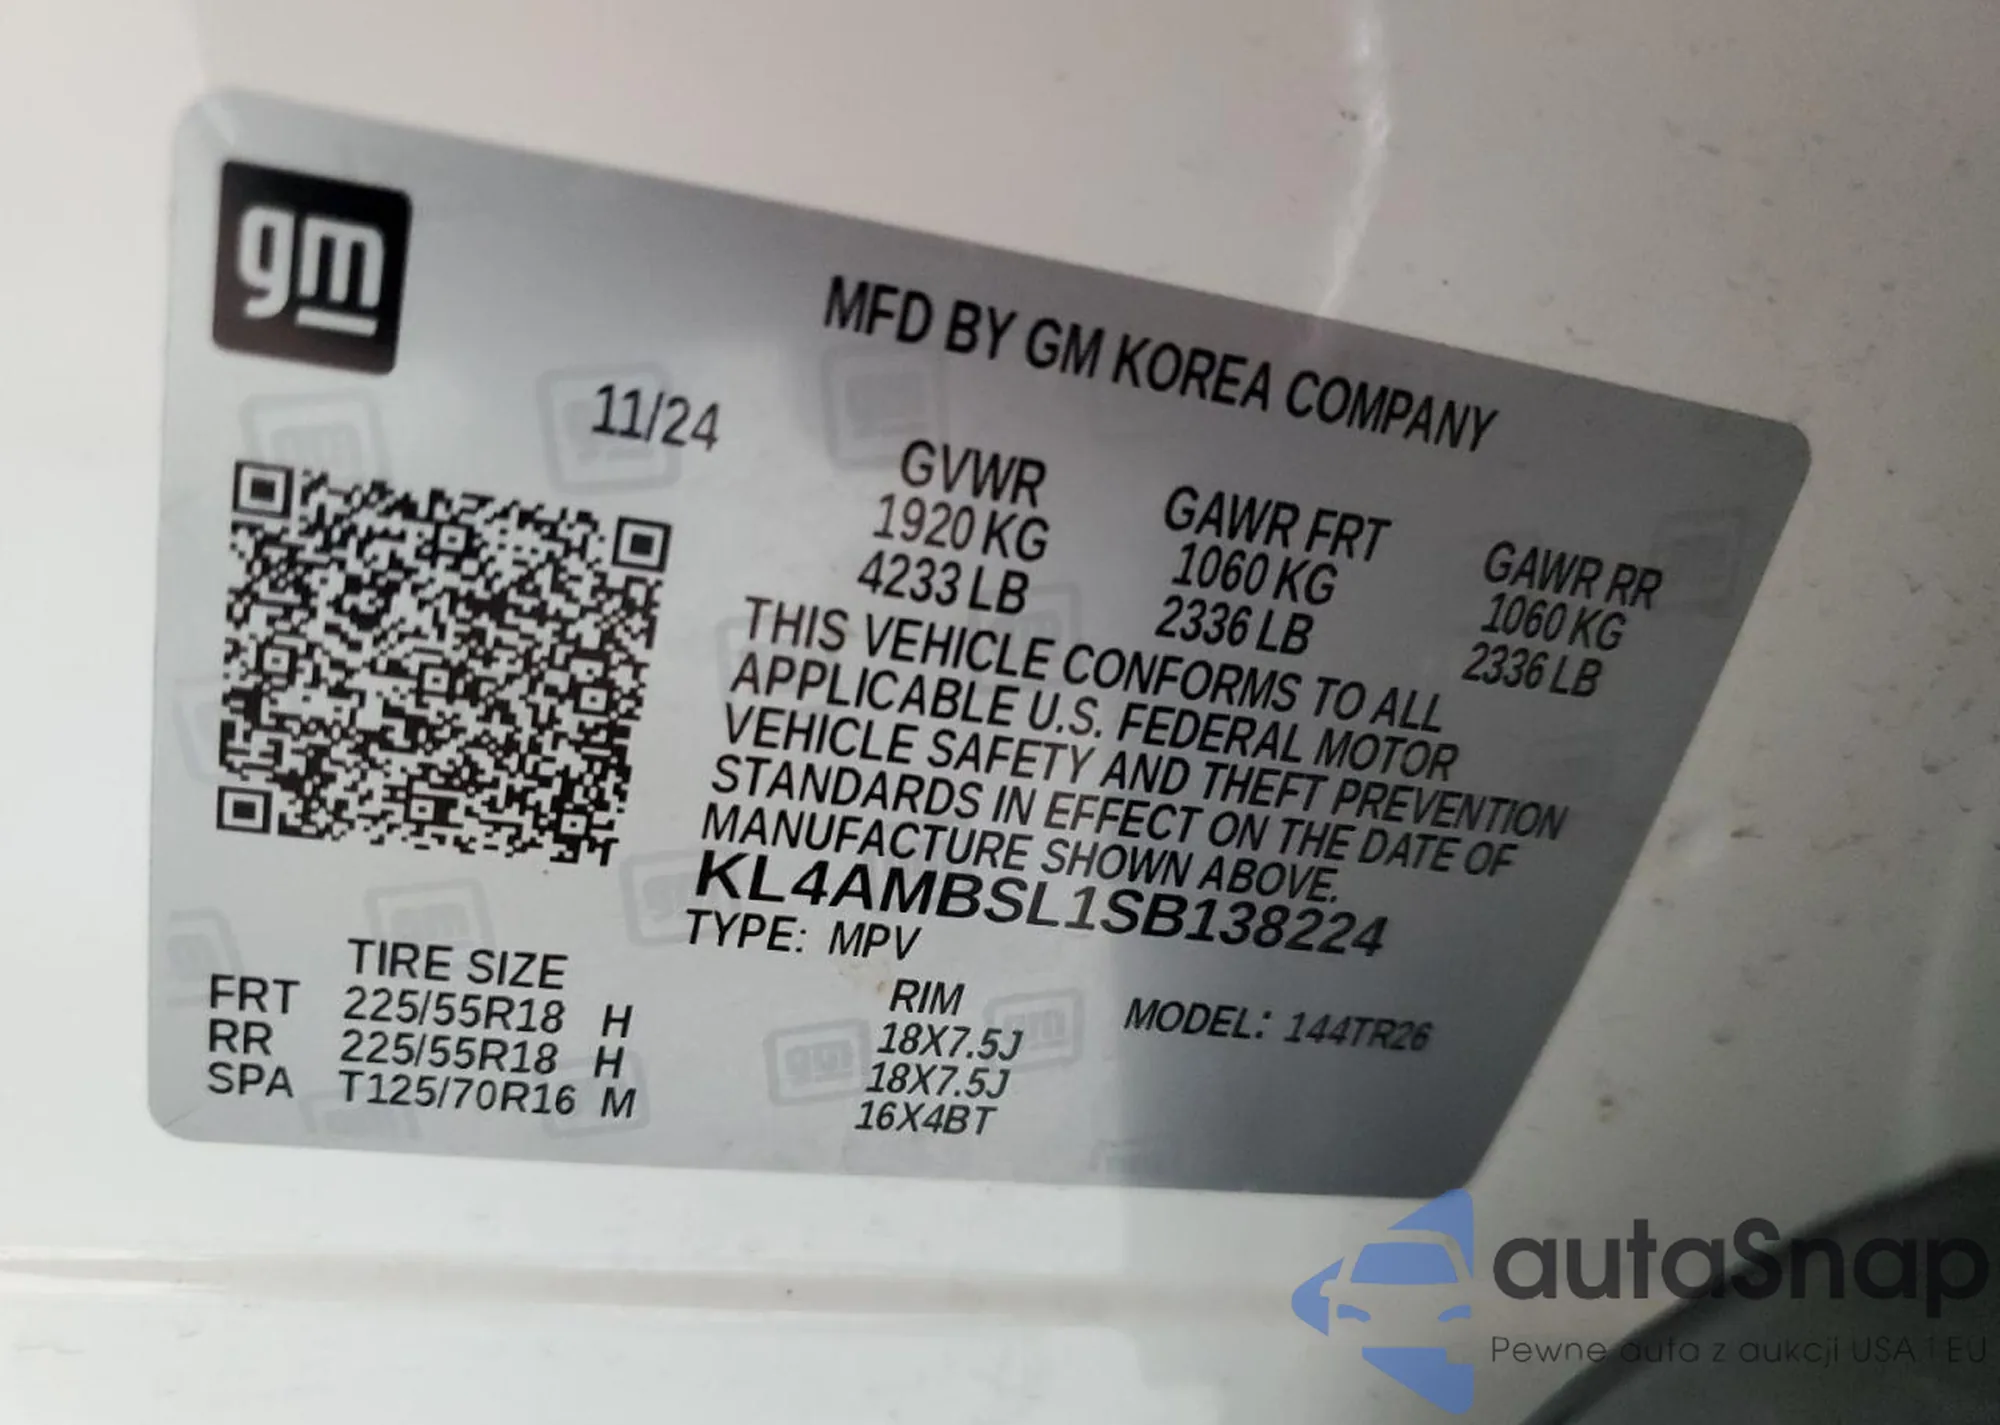 gm
MFD BY GM KOREA COMPANY
11/24
GVWR GAWR FRT GAWR RR
1920 KG 1060 KG 1060 KG
4233 LB 2336 LB 2336 LB
THIS VEHICLE CONFORMS TO ALL
APPLICABLE U.S. FEDERAL MOTOR
VEHICLE SAFETY AND THEFT PREVENTION
STANDARDS IN EFFECT ON THE DATE OF
MANUFACTURE SHOWN ABOVE.
KL4AMBSL1SB138224
TYPE: MPV
TIRE SIZE RIM MODEL: 144TR26
FRT 225/55R18 H 18X7.5J
RR 225/55R18 H 18X7.5J
SPA T125/70R16 M 16X4BT
autaSnap
Pewne auta z aukcji USA i EU